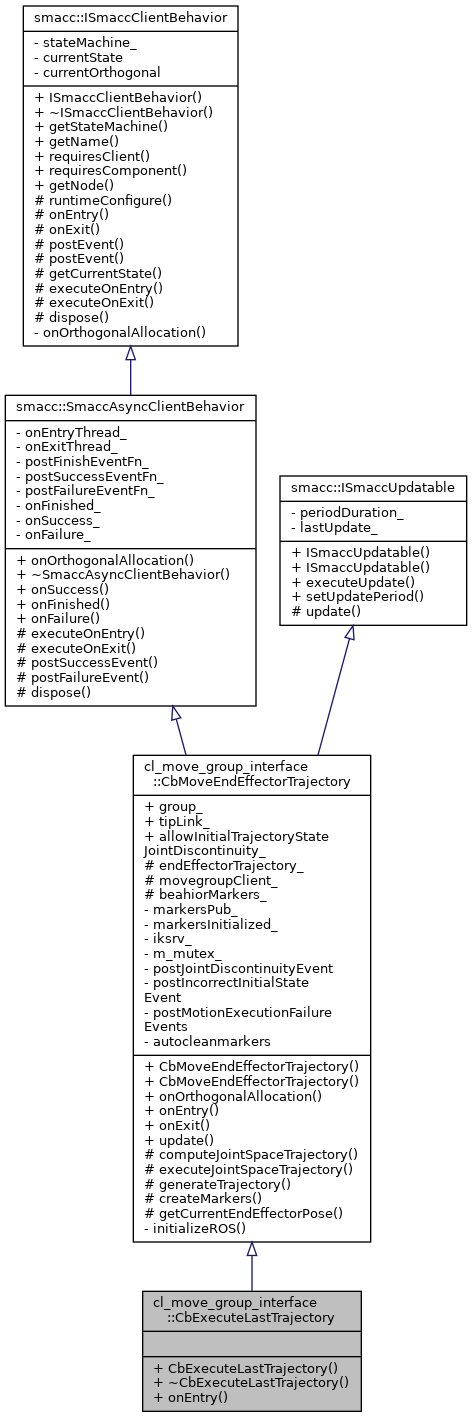 smacc::ISmaccClientBehavior
- stateMachine_
- currentState
- currentOrthogonal
+ ISmaccClientBehavior()
+ ~ISmaccClientBehavior()
+ getStateMachine()
+ getName()
+ requiresClient()
+ requiresComponent()
+ getNode()
# runtimeConfigure()
# onEntry()
# onExit()
# postEvent()
# postEvent()
# getCurrentState()
# executeOnEntry()
# executeOnExit()
# dispose()
- onOrthogonalAllocation()
smacc::SmaccAsyncClientBehavior
- onEntryThread_
- onExitThread_
- postFinishEventFn_
- postSuccessEventFn_
- postFailureEventFn_
- onFinished_
- onSuccess_
- onFailure_
+ onOrthogonalAllocation()
+ ~SmaccAsyncClientBehavior()
+ onSuccess()
+ onFinished()
+ onFailure()
# executeOnEntry()
# executeOnExit()
# postSuccessEvent()
# postFailureEvent()
# dispose()
smacc::ISmaccUpdatable
- periodDuration_
- lastUpdate_
+ ISmaccUpdatable()
+ ISmaccUpdatable()
+ executeUpdate()
+ setUpdatePeriod()
# update()
cl_move_group_interface
::CbMoveEndEffectorTrajectory
+ group_
+ tipLink_
+ allowInitialTrajectoryState
JointDiscontinuity_
# endEffectorTrajectory_
# movegroupClient_
# beahiorMarkers_
- markersPub_
- markersInitialized_
- iksrv_
- m_mutex_
- postJointDiscontinuityEvent
- postIncorrectInitialState
Event
- postMotionExecutionFailure
Events
- autocleanmarkers
+ CbMoveEndEffectorTrajectory()
+ CbMoveEndEffectorTrajectory()
+ onOrthogonalAllocation()
+ onEntry()
+ onExit()
+ update()
# computeJointSpaceTrajectory()
# executeJointSpaceTrajectory()
# generateTrajectory()
# createMarkers()
# getCurrentEndEffectorPose()
- initializeROS()
cl_move_group_interface
::CbExecuteLastTrajectory
+ CbExecuteLastTrajectory()
+ ~CbExecuteLastTrajectory()
+ onEntry()